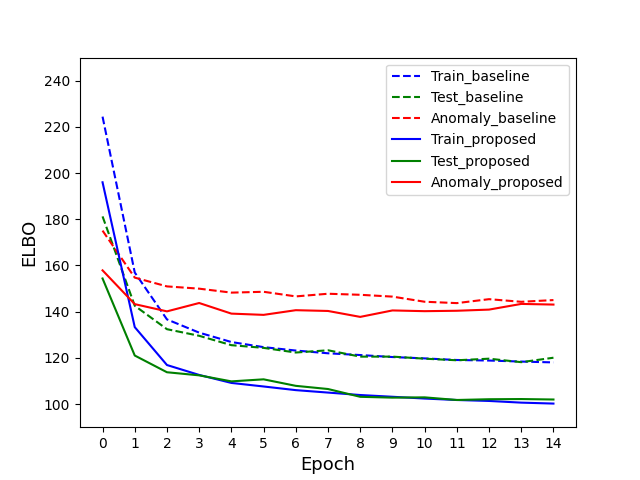 240
220
200
180
160
140
120
100
ELBO
Train_baseline
Test_baseline
Anomaly_baseline
Train_proposed
Test_proposed
Anomaly_proposed
0 1 2 3 4 5 6 7 8 9 10 11 12 13 14
Epoch